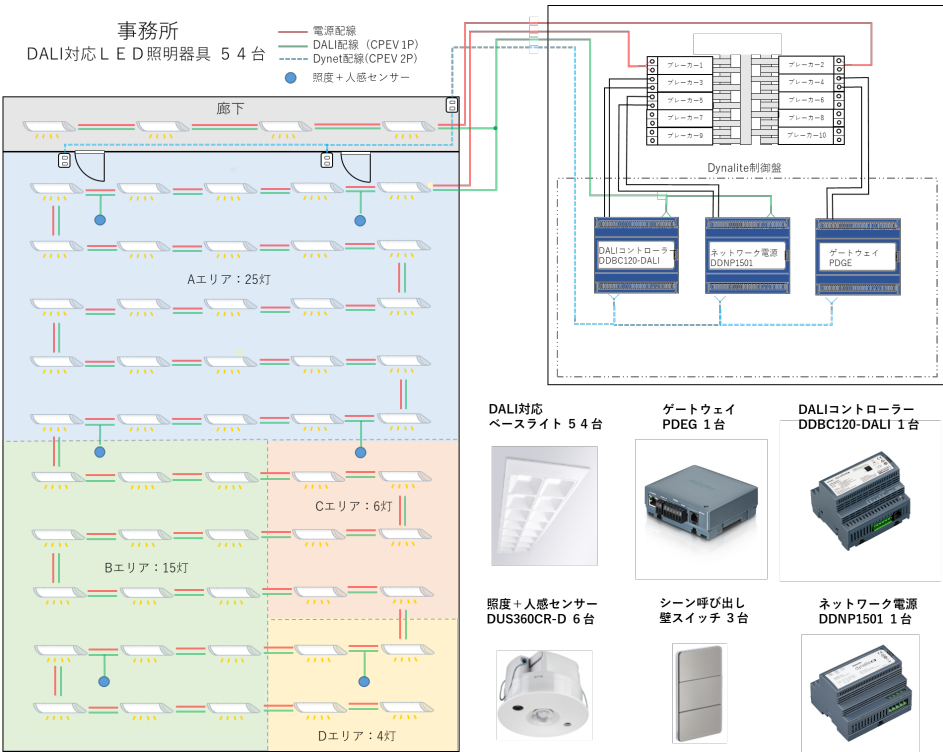 事務所
DALI対応ＬＥＤ照明器具 ５４台
電源配線
DALI配線（CPEV 1P）
Dynet配線(CPEV 2P)
照度＋人感センサー
廊下
Aエリア：25灯
Bエリア：15灯
Cエリア：6灯
Dエリア：4灯
ブレーカー1
ブレーカー2
ブレーカー3
ブレーカー4
ブレーカー5
ブレーカー6
ブレーカー7
ブレーカー8
ブレーカー9
ブレーカー10
Dynalite制御盤
DALIコントローラー
DDBC120-DALI
ネットワーク電源
DDNP1501
ゲートウェイ
PDGE
DALI対応
ベースライト ５４台
ゲートウェイ
PDEG １台
DALIコントローラー
DDBC120-DALI １台
照度＋人感センサー
DUS360CR-D ６台
シーン呼び出し
壁スイッチ ３台
ネットワーク電源
DDNP1501 １台